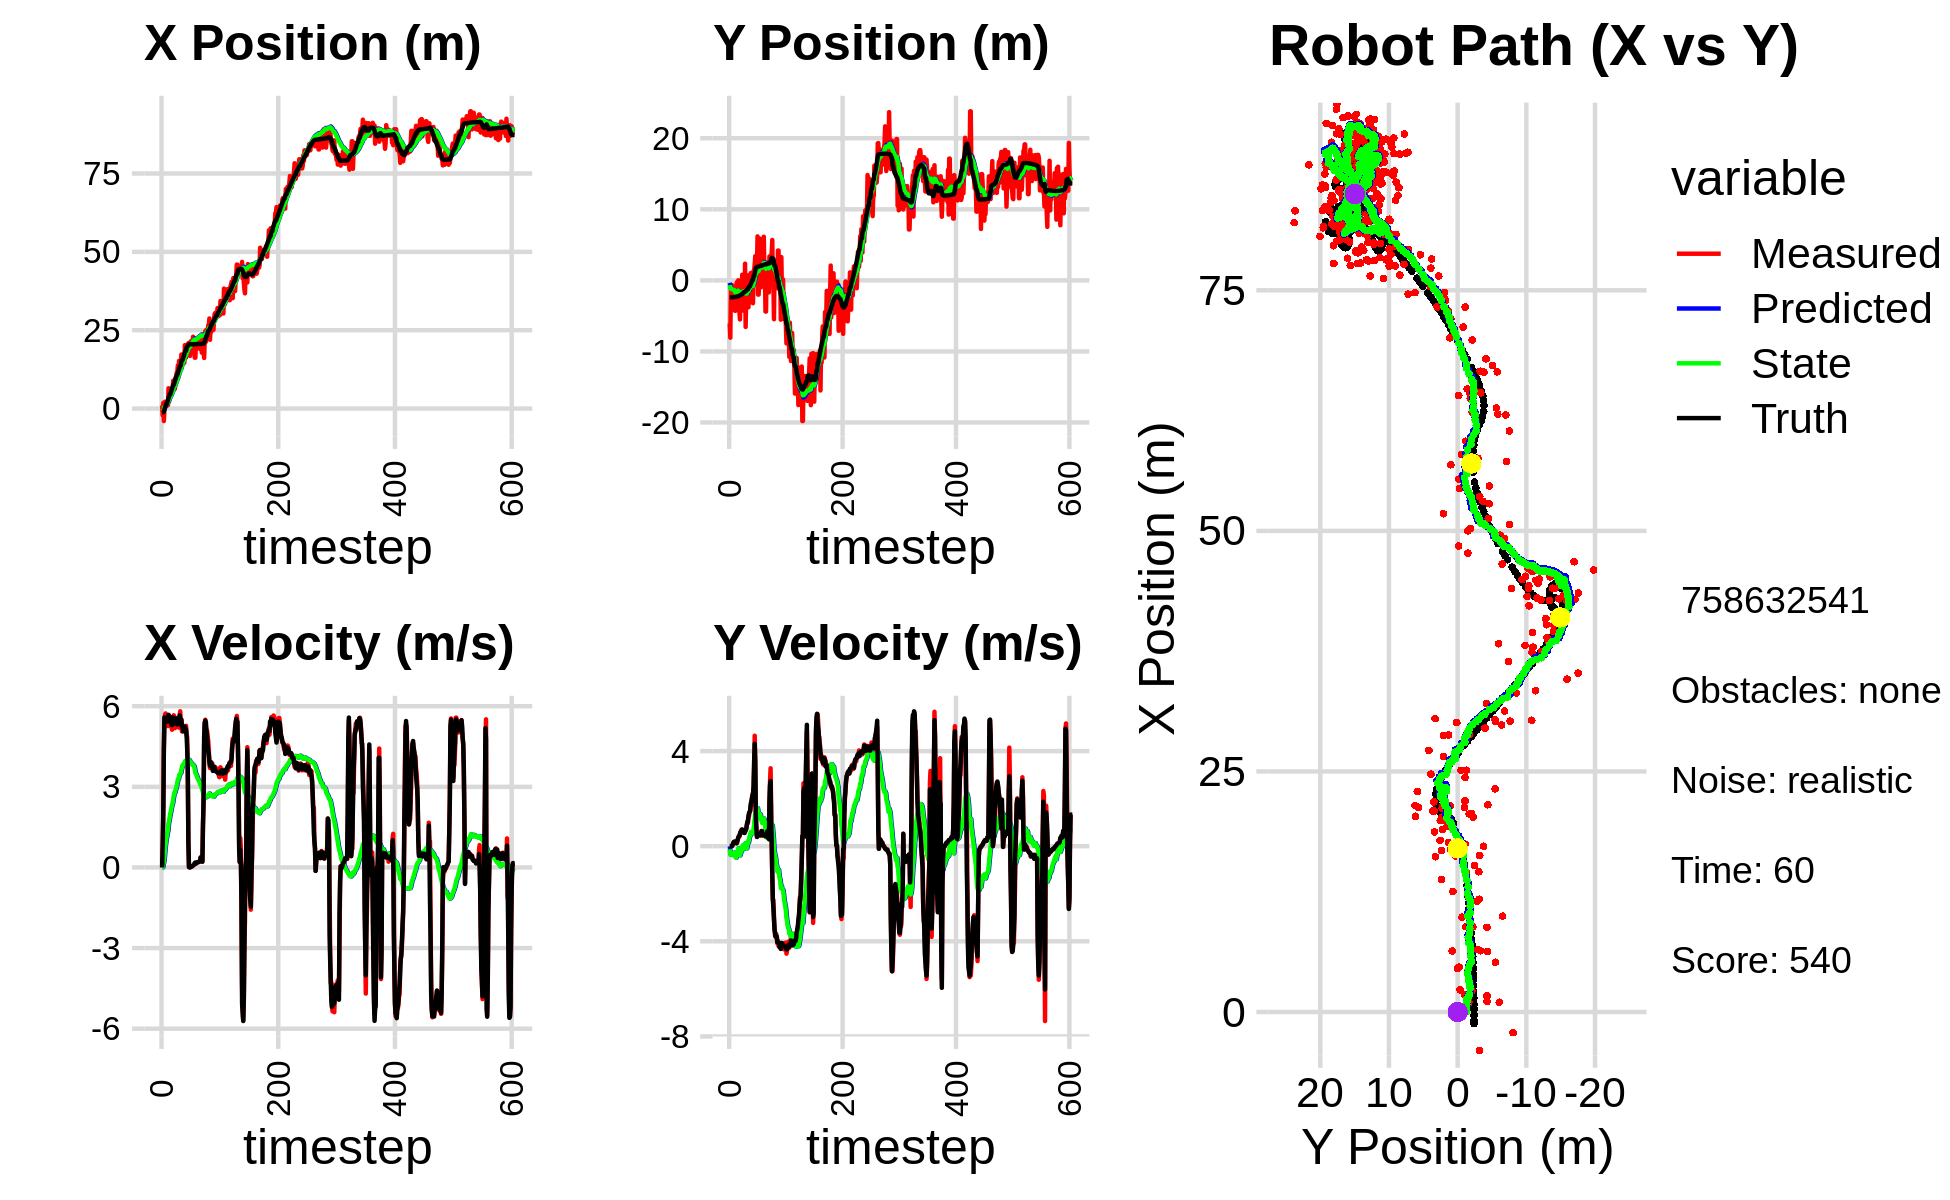 X Position (m)
75
50
25
0
0
200
400
600
timestep
Y Position (m)
20
10
0
-10
-20
0
200
400
600
timestep
X Velocity (m/s)
6
3
0
-3
-6
0
200
400
600
timestep
Y Velocity (m/s)
4
0
-4
-8
0
200
400
600
timestep
Robot Path (X vs Y)
X Position (m)
75
50
25
0
20 10 0 -10 -20
Y Position (m)
variable
Measured
Predicted
State
Truth
758632541
Obstacles: none
Noise: realistic
Time: 60
Score: 540